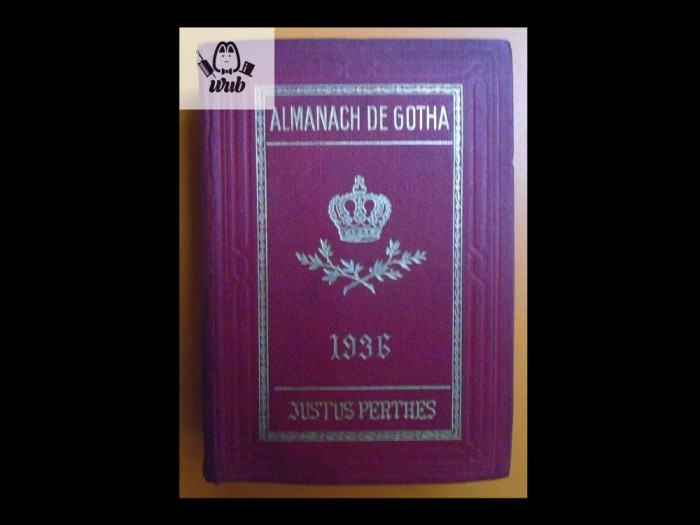 wub
ALMANACH DE GOTHA
1936
JUSTUS PERTHES